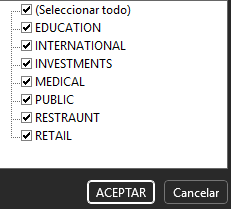 (Seleccionar todo)
EDUCATION
INTERNATIONAL
INVESTMENTS
MEDICAL
PUBLIC
RESTRAUNT
RETAIL
ACEPTAR Cancelar